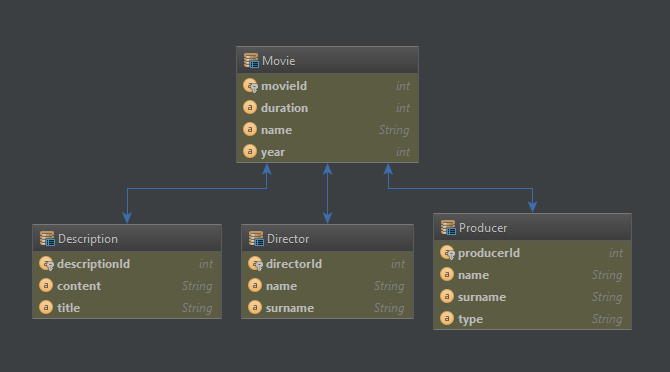 Movie
movieId int
duration int
name String
year int
Description
descriptionId int
content String
title String
Director
directorId int
name String
surname String
Producer
producerId int
name String
surname String
type String